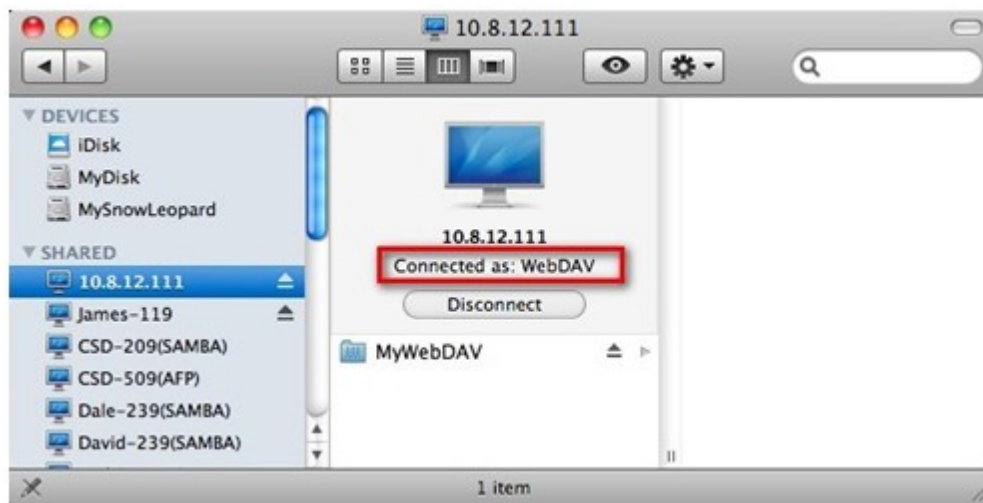 10.8.12.111
DEVICES
iDisk
MyDisk
MySnowLeopard
SHARED
10.8.12.111
James-119
CSD-209(SAMBA)
CSD-509(AFP)
Dale-239(SAMBA)
David-239(SAMBA)
10.8.12.111
Connected as: WebDAV
Disconnect
MyWebDAV
1 item